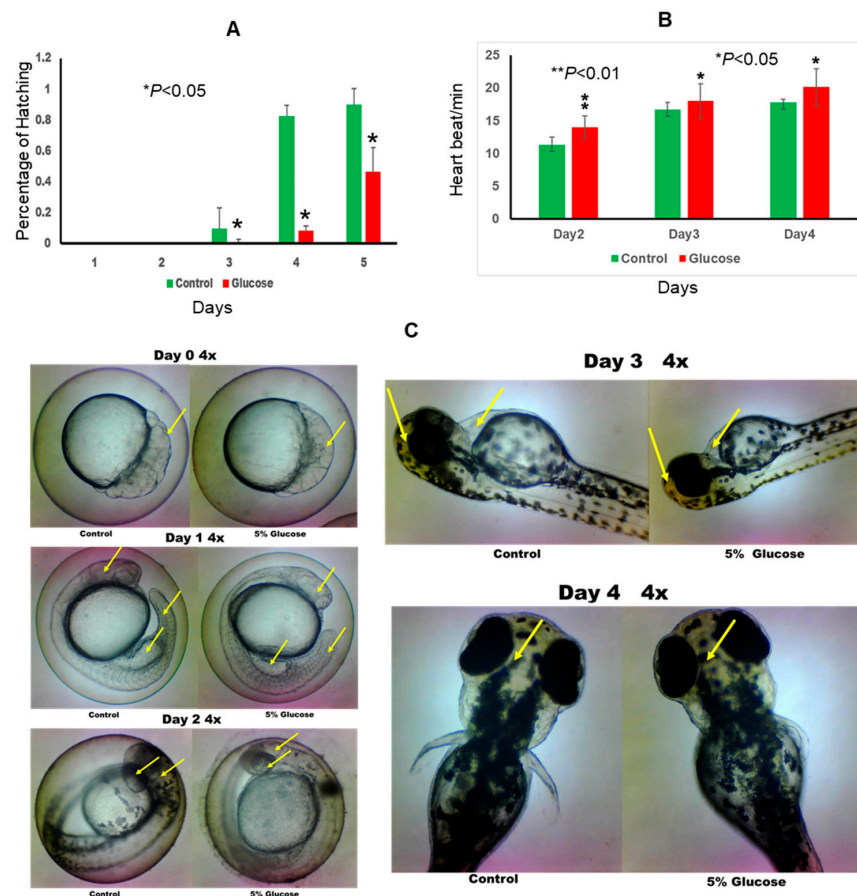 A
Percentage of Hatching
1.2
1
0.8
0.6
0.4
0.2
0
*P<0.05
*
*
*
1 2 3 4 5
Control Glucose
Days
B
Heart beat/min
25
20
15
10
5
0
**P<0.01
*P<0.05
**
*
*
Day2 Day3 Day4
Control Glucose
Days
C
Day 0 4x
Control 5% Glucose
Day 1 4x
Control 5% Glucose
Day 2 4x
Control 5% Glucose
Day 3 4x
Control 5% Glucose
Day 4 4x
Control 5% Glucose